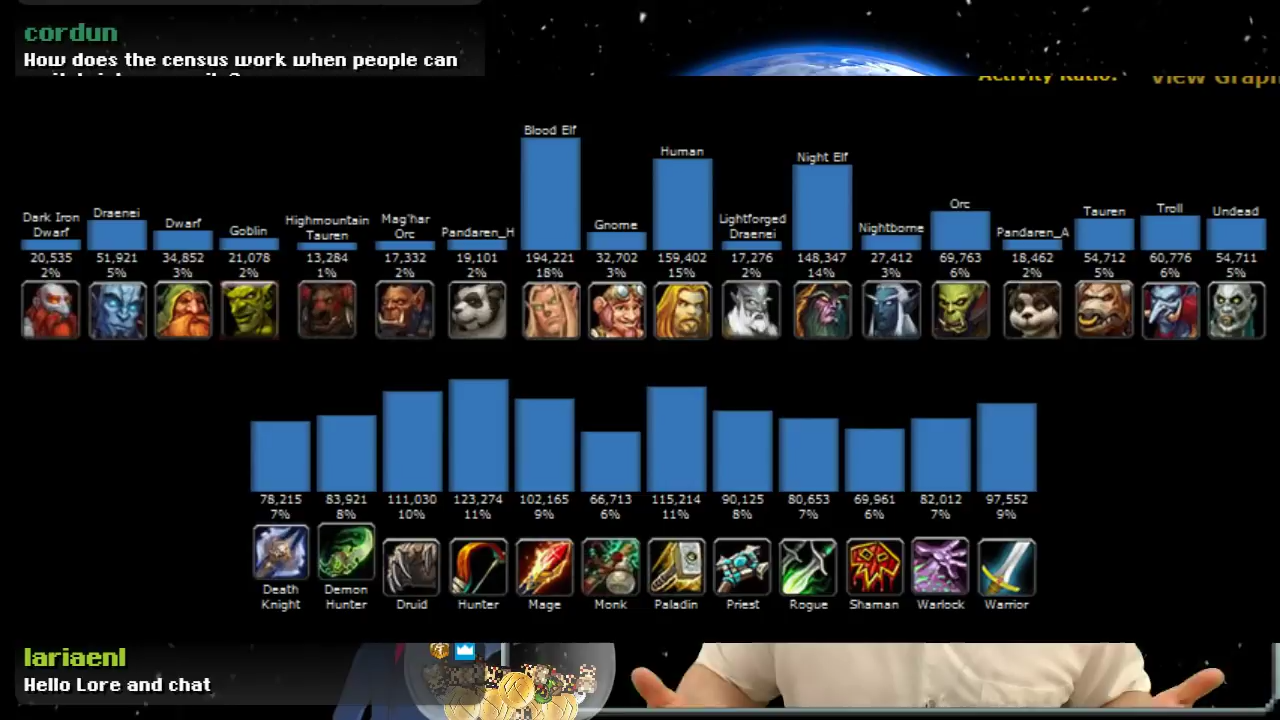 cordun
How does the census work when people can
Activity Ratio: View Graph
Blood Elf
Human
Night Elf
Dark Iron
Dwarf
Draenei
Dwarf
Goblin
Highmountain
Tauren
Mag'har
Orc
Pandaren_H
Gnome
Lightforged
Draenei
Nightborne
Orc
Pandaren_A
Tauren
Troll
Undead
20,535 51,921 34,852 21,078 13,284 17,332 19,101 194,221 32,702 159,402 17,276 148,347 27,412 69,763 18,462 54,712 60,776 54,711
2% 5% 3% 2% 1% 2% 2% 18% 3% 15% 2% 14% 3% 6% 2% 5% 6% 5%
78,215 83,921 111,030 123,274 102,165 66,713 115,214 90,125 80,653 69,961 82,012 97,552
7% 8% 10% 11% 9% 6% 11% 8% 7% 6% 7% 9%
Death
Knight
Demon
Hunter
Druid
Hunter
Mage
Monk
Paladin
Priest
Rogue
Shaman
Warlock
Warrior
lariaenl
Hello Lore and chat